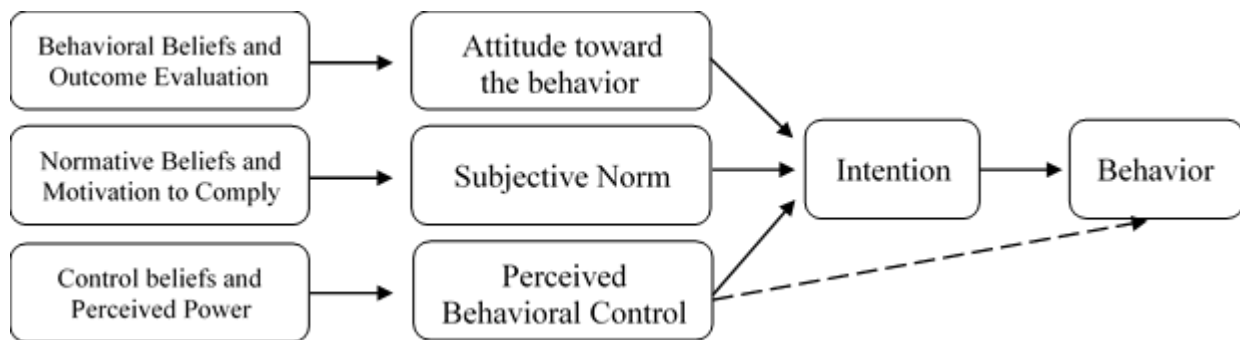 Behavioral Beliefs and
Outcome Evaluation
Attitude toward
the behavior
Normative Beliefs and
Motivation to Comply
Subjective Norm
Intention
Behavior
Control beliefs and
Perceived Power
Perceived
Behavioral Control